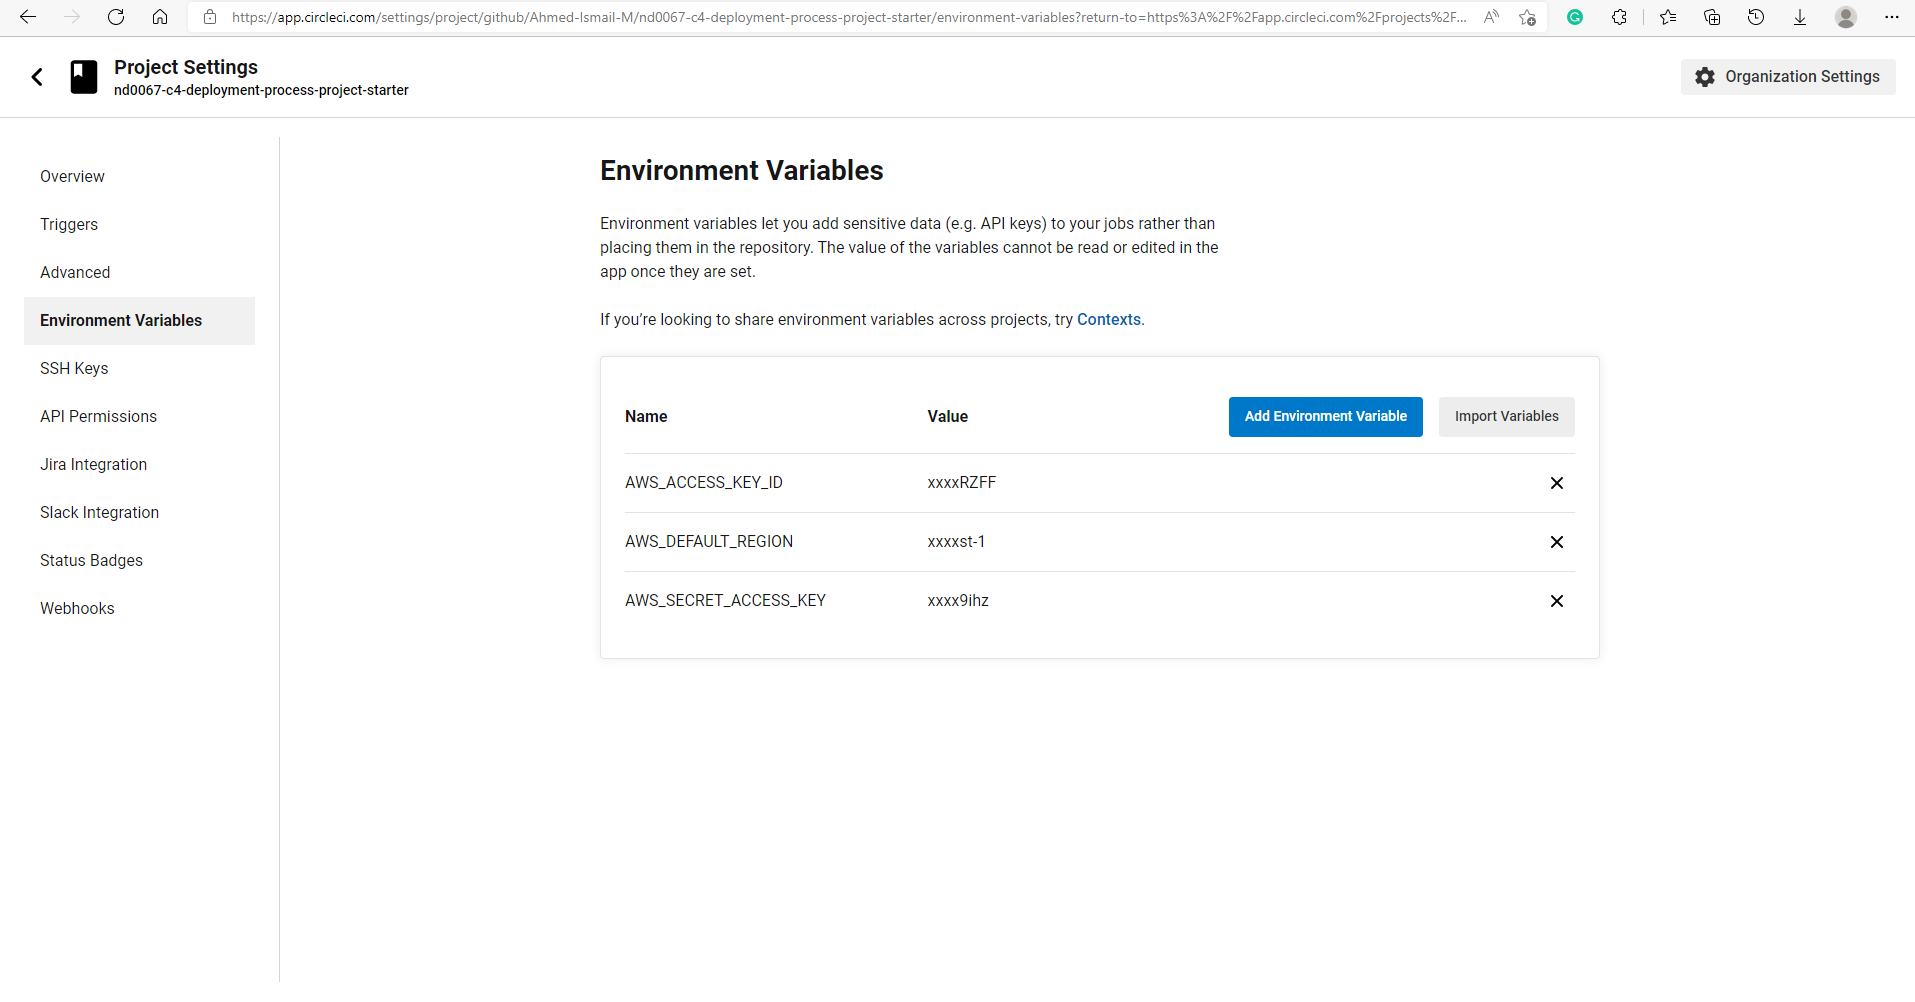 https://app.circleci.com/settings/project/github/Ahmed-Ismail-M/nd0067-c4-deployment-process-project-starter/environment-variables?return-to=https%3A%2F%2Fapp.circleci.com%2Fprojects%2F...
Project Settings
nd0067-c4-deployment-process-project-starter
Organization Settings
Overview
Triggers
Advanced
Environment Variables
SSH Keys
API Permissions
Jira Integration
Slack Integration
Status Badges
Webhooks
Environment Variables
Environment variables let you add sensitive data (e.g. API keys) to your jobs rather than
placing them in the repository. The value of the variables cannot be read or edited in the
app once they are set.
If you’re looking to share environment variables across projects, try Contexts.
Name Value Add Environment Variable Import Variables
AWS_ACCESS_KEY_ID xxxxRZFF
AWS_DEFAULT_REGION xxxxst-1
AWS_SECRET_ACCESS_KEY xxxx9ihz